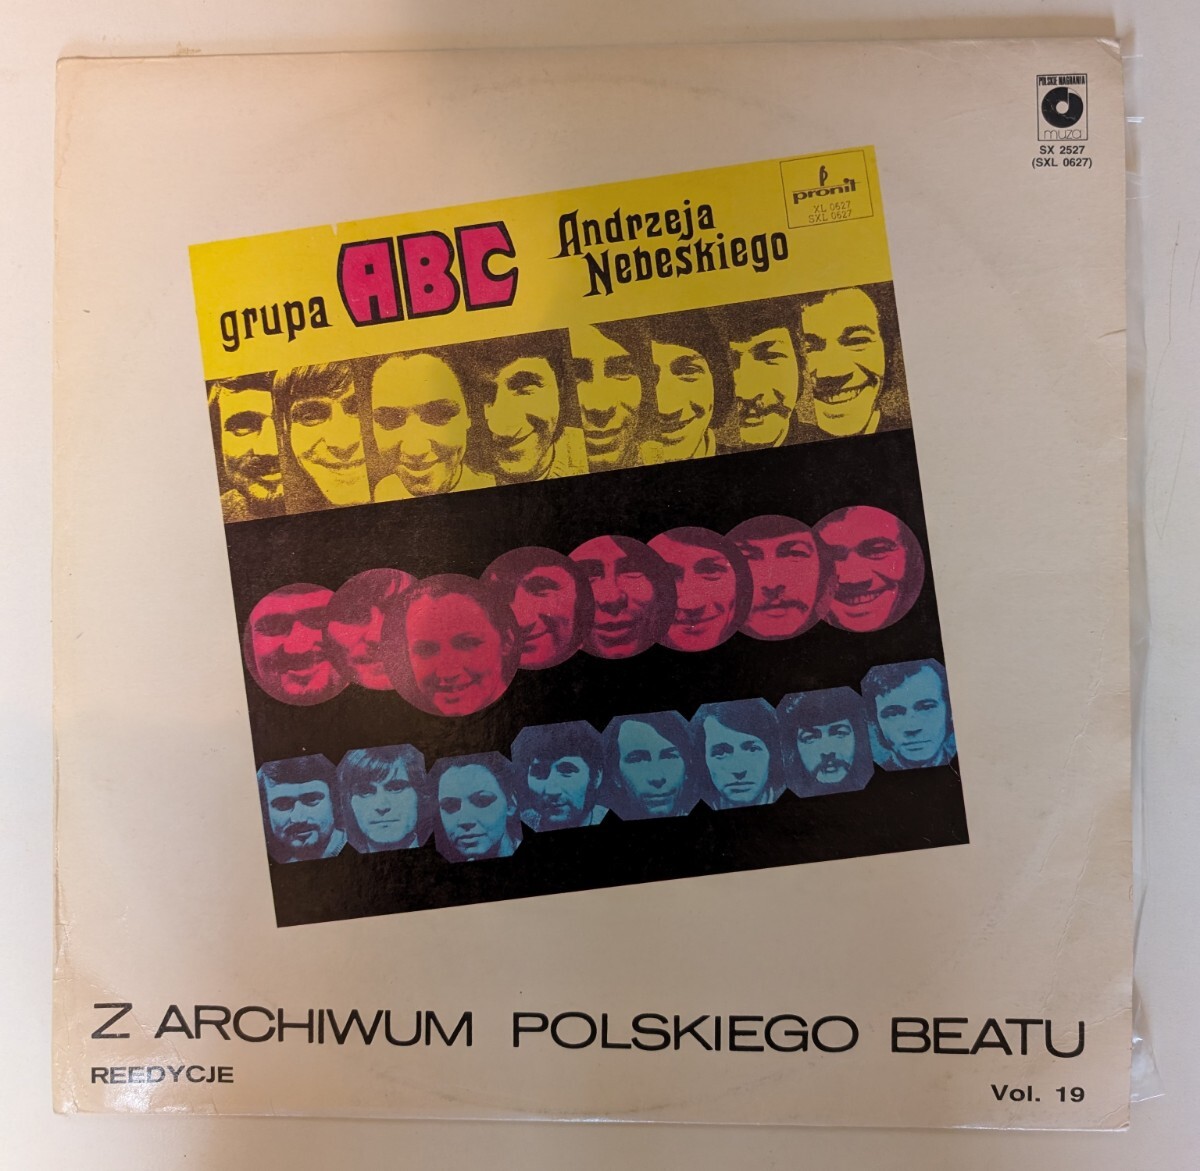 POLSKIE NAGRANIA
muza
SX 2527
(SXL 0627)
pronit
XL 0627
SXL 0627
grupa ABC Andrzeja
Nebeskiego
Z ARCHIWUM POLSKIEGO BEATU
REEDYCJE
Vol. 19